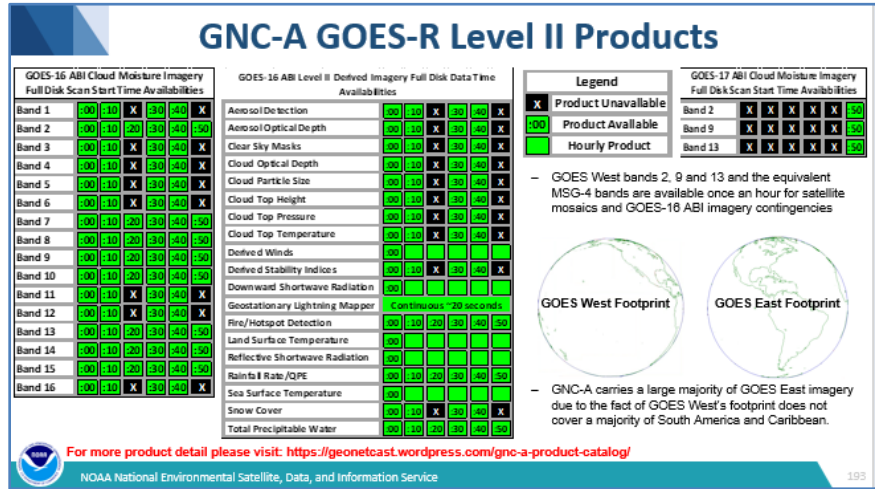 GNC-A GOES-R Level II Products
GOES-16 ABI Cloud Moisture Imagery
Full Disk Scan Start Time Availabilities
Band 1 :00 :10 X :30 :40 X
Band 2 :00 :10 :20 :30 :40 :50
Band 3 :00 :10 X :30 :40 X
Band 4 :00 :10 X :30 :40 X
Band 5 :00 :10 X :30 :40 X
Band 6 :00 :10 X :30 :40 X
Band 7 :00 :10 :20 :30 :40 :50
Band 8 :00 :10 :20 :30 :40 :50
Band 9 :00 :10 :20 :30 :40 :50
Band 10 :00 :10 :20 :30 :40 :50
Band 11 :00 :10 X :30 :40 X
Band 12 :00 :10 X :30 :40 X
Band 13 :00 :10 :20 :30 :40 :50
Band 14 :00 :10 :20 :30 :40 :50
Band 15 :00 :10 :20 :30 :40 :50
Band 16 :00 :10 X :30 :40 X
GOES-16 ABI Level II Derived Imagery Full Disk Data Time
Availabilities
Aerosol Detection :00 :10 X :30 :40 X
Aerosol Optical Depth :00 :10 X :30 :40 X
Clear Sky Masks :00 :10 X :30 :40 X
Cloud Optical Depth :00 :10 X :30 :40 X
Cloud Particle Size :00 :10 X :30 :40 X
Cloud Top Height :00 :10 X :30 :40 X
Cloud Top Pressure :00 :10 X :30 :40 X
Cloud Top Temperature :00 :10 X :30 :40 X
Derived Winds :00
Derived Stability Indices :00 :10 X :30 :40 X
Downward Shortwave Radiation :00
Geostationary Lightning Mapper Continuous ~20 seconds
Fire/Hotspot Detection :00 :10 :20 :30 :40 :50
Land Surface Temperature :00
Reflective Shortwave Radiation :00
Rainfall Rate/QPE :00 :10 :20 :30 :40 :50
Sea Surface Temperature :00
Snow Cover :00 :10 X :30 :40 X
Total Precipitable Water :00 :10 :20 :30 :40 :50
Legend
X Product Unavailable
:00 Product Available
Hourly Product
GOES-17 ABI Cloud Moisture Imagery
Full Disk Scan Start Time Availabilities
Band 2 X X X X X :50
Band 9 X X X X X :50
Band 13 X X X X X :50
– GOES West bands 2, 9 and 13 and the equivalent
MSG-4 bands are available once an hour for satellite
mosaics and GOES-16 ABI imagery contingencies
GOES West Footprint
GOES East Footprint
– GNC-A carries a large majority of GOES East imagery
due to the fact of GOES West's footprint does not
cover a majority of South America and Caribbean.
For more product detail please visit: https://geonetcast.wordpress.com/gnc-a-product-catalog/
NOAA
NOAA National Environmental Satellite, Data, and Information Service
193